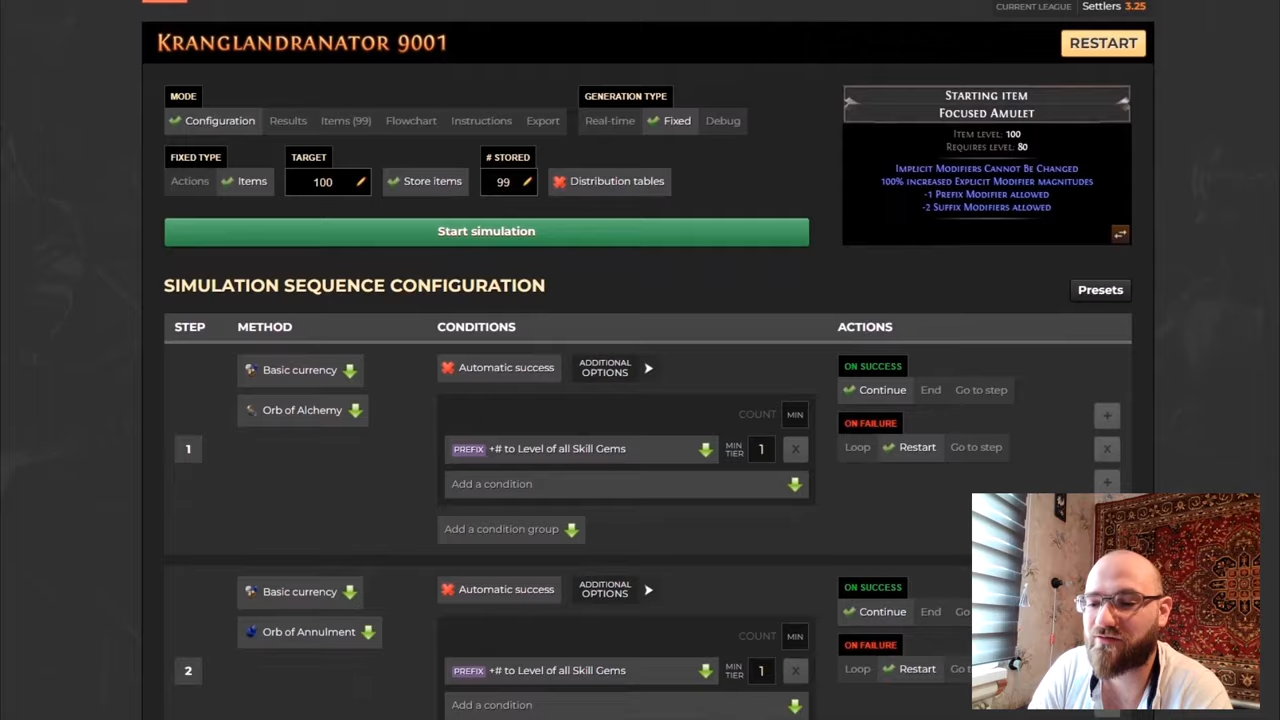 CURRENT LEAGUE Settlers 3.25
KRANGLANDRANATOR 9001
RESTART
MODE
Configuration Results Items (99) Flowchart Instructions Export
GENERATION TYPE
Real-time Fixed Debug
FIXED TYPE
Actions Items
TARGET
100
Store items
# STORED
99
Distribution tables
Start simulation
STARTING ITEM
FOCUSED AMULET
ITEM LEVEL: 100
REQUIRES LEVEL: 80
IMPLICIT MODIFIERS CANNOT BE CHANGED
100% INCREASED EXPLICIT MODIFIER MAGNITUDES
-1 PREFIX MODIFIER ALLOWED
-2 SUFFIX MODIFIERS ALLOWED
SIMULATION SEQUENCE CONFIGURATION
Presets
STEP METHOD CONDITIONS ACTIONS
1
Basic currency
Orb of Alchemy
Automatic success
ADDITIONAL
OPTIONS
COUNT MIN
PREFIX +# to Level of all Skill Gems
MIN
TIER
1
X
Add a condition
Add a condition group
ON SUCCESS
Continue End Go to step
ON FAILURE
Loop Restart Go to step
+
X
+
2
Basic currency
Orb of Annulment
Automatic success
ADDITIONAL
OPTIONS
COUNT MIN
PREFIX +# to Level of all Skill Gems
MIN
TIER
1
X
Add a condition
ON SUCCESS
Continue End Go
ON FAILURE
Loop Restart Go t